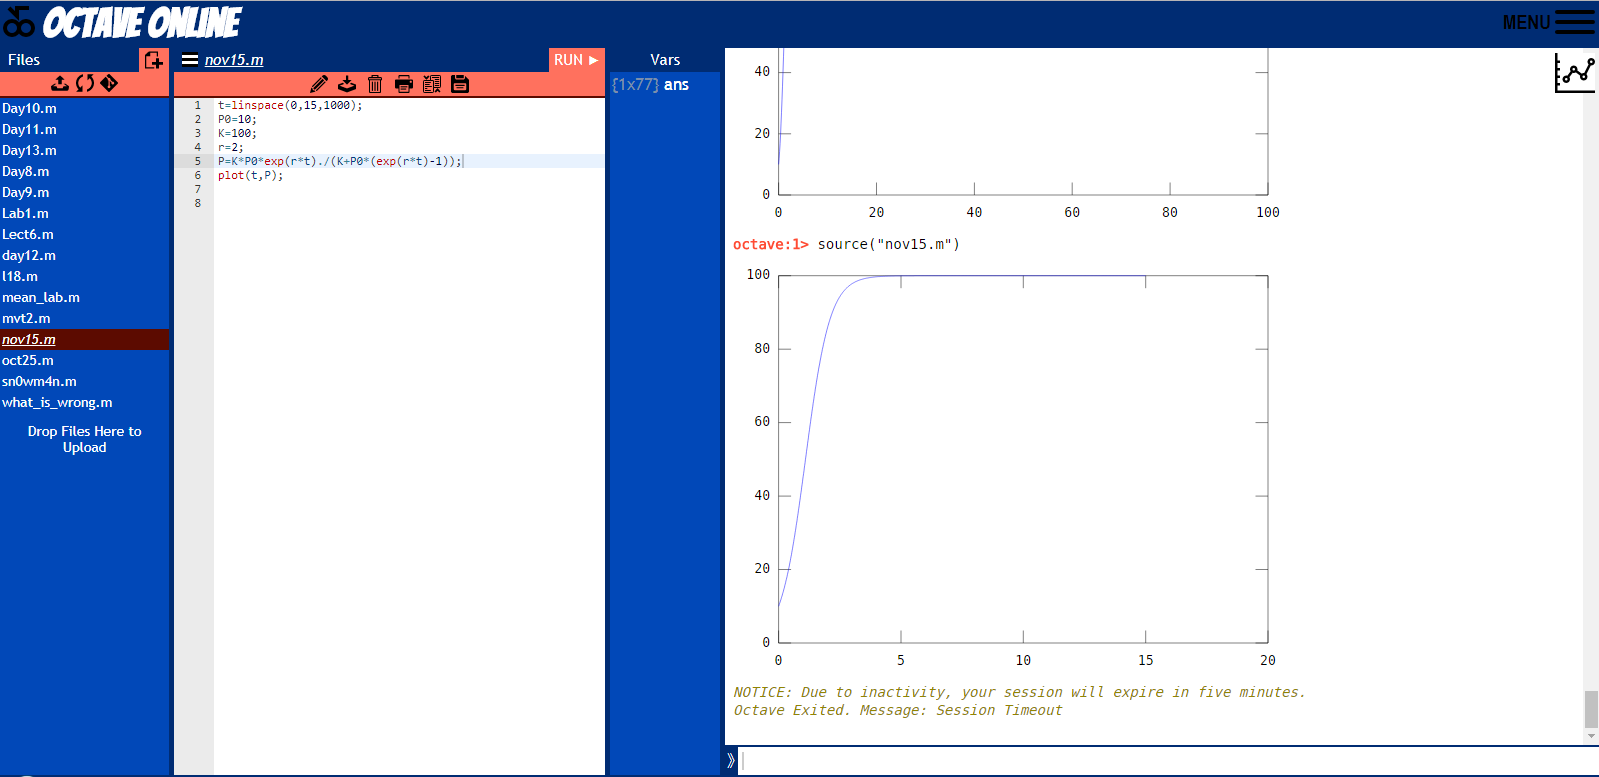 OCTAVE ONLINE
MENU
Files
Day10.m
Day11.m
Day13.m
Day8.m
Day9.m
Lab1.m
Lect6.m
day12.m
l18.m
mean_lab.m
mvt2.m
nov15.m
oct25.m
sn0wm4n.m
what_is_wrong.m
Drop Files Here to
Upload
nov15.m
RUN ►
1 t=linspace(0,15,1000);
2 P0=10;
3 K=100;
4 r=2;
5 P=K*P0*exp(r*t)./(K+P0*(exp(r*t)-1));
6 plot(t,P);
7
8
Vars
{1x77} ans
40
20
0
0 20 40 60 80 100
octave:1> source("nov15.m")
100
80
60
40
20
0
0 5 10 15 20
NOTICE: Due to inactivity, your session will expire in five minutes.
Octave Exited. Message: Session Timeout
》